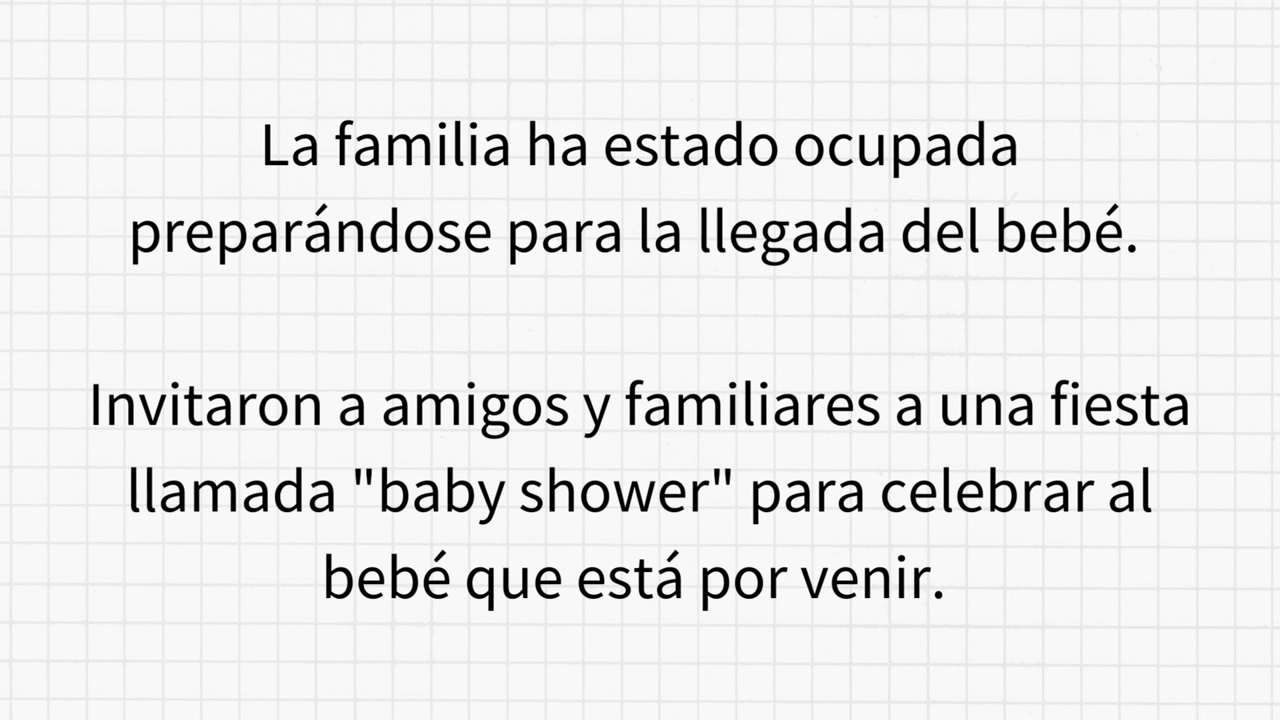 La familia ha estado ocupada
preparándose para la llegada del bebé.
Invitaron a amigos y familiares a una fiesta
llamada "baby shower" para celebrar al
bebé que está por venir.